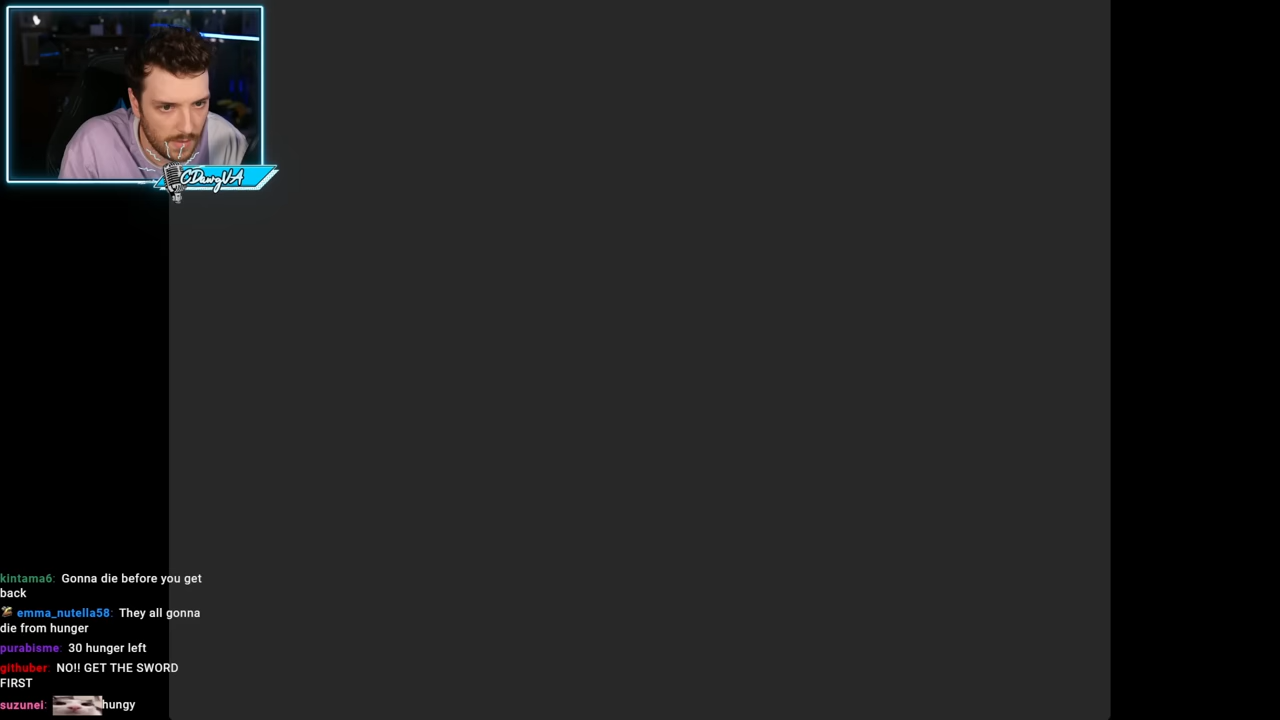 CDawgVA
kintama6: Gonna die before you get
back
emma_nutella58: They all gonna
die from hunger
purabisme: 30 hunger left
githuber: NO!! GET THE SWORD
FIRST
suzunei: hungy